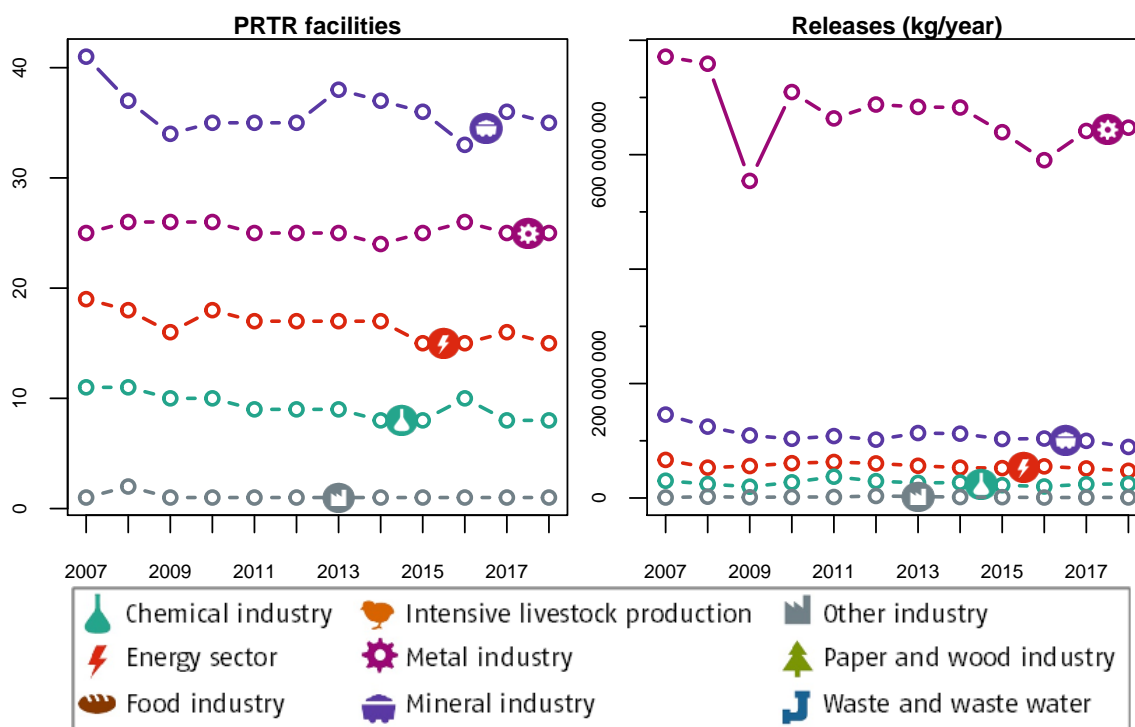 PRTR facilities
40
30
20
10
0
2007 2009 2011 2013 2015 2017
Releases (kg/year)
600 000 000
200 000 000
0
2007 2009 2011 2013 2015 2017
Chemical industry Intensive livestock production Other industry
Energy sector Metal industry Paper and wood industry
Food industry Mineral industry Waste and waste water